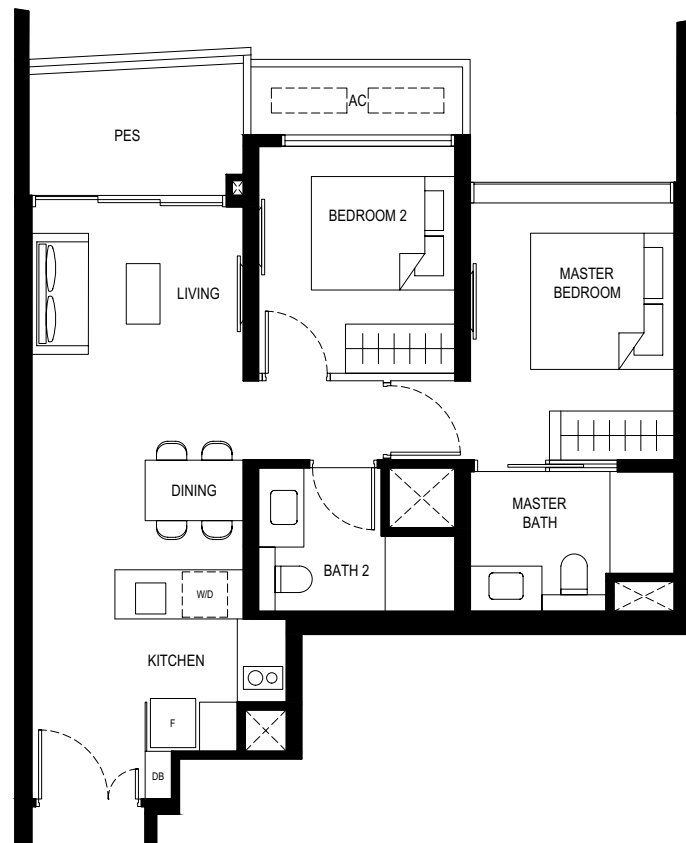 AC
PES
BEDROOM 2
MASTER
BEDROOM
LIVING
DINING
MASTER
BATH
BATH 2
W/D
KITCHEN
F
DB